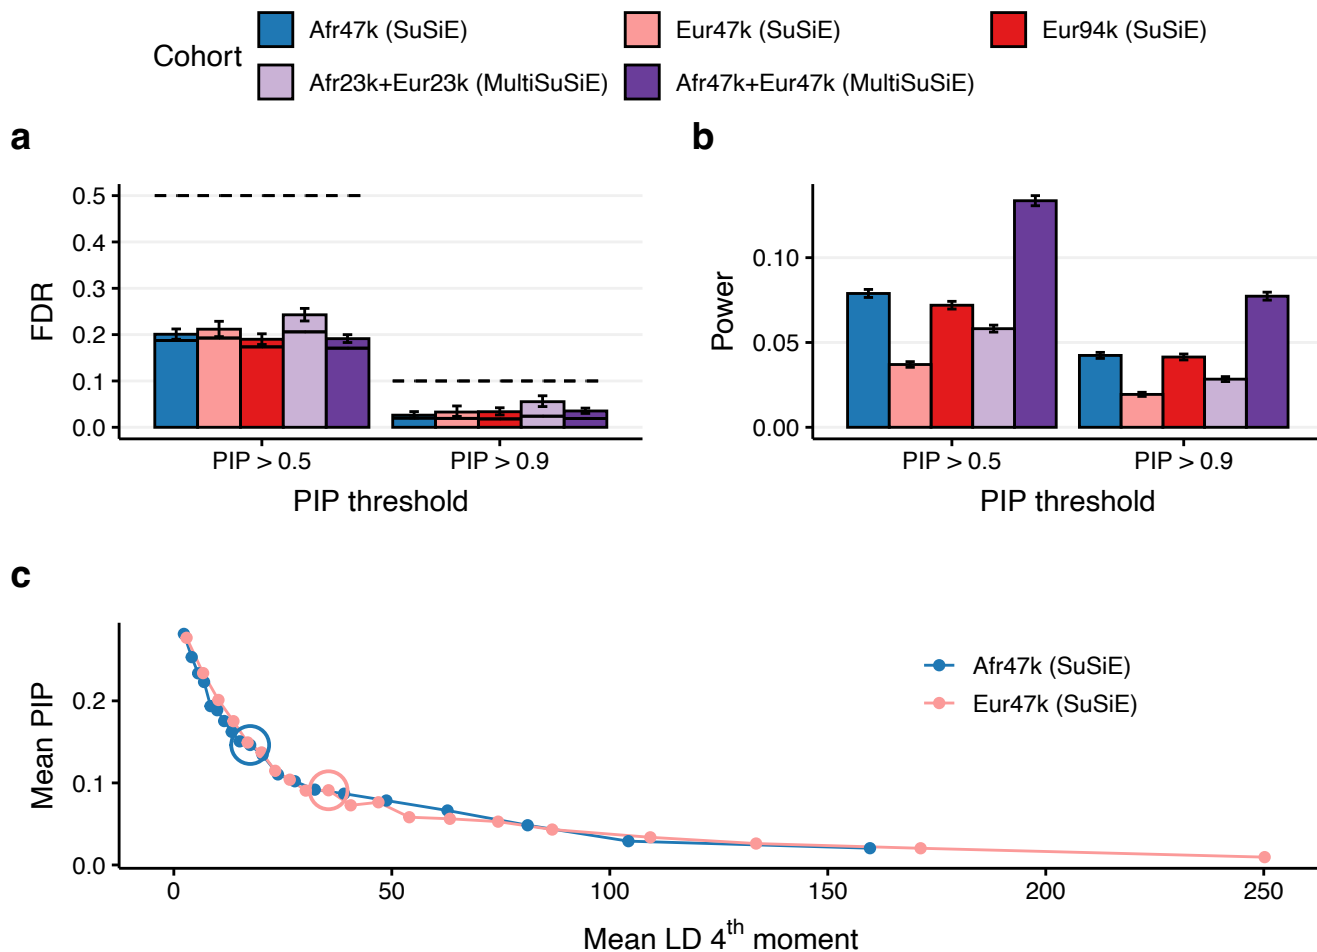 Cohort
Afr47k (SuSiE)
Eur47k (SuSiE)
Eur94k (SuSiE)
Afr23k+Eur23k (MultiSuSiE)
Afr47k+Eur47k (MultiSuSiE)
a
FDR
0.5
0.4
0.3
0.2
0.1
0.0
PIP > 0.5
PIP > 0.9
PIP threshold
b
Power
0.10
0.05
0.00
PIP > 0.5
PIP > 0.9
PIP threshold
c
Mean PIP
0.2
0.1
0.0
Afr47k (SuSiE)
Eur47k (SuSiE)
0
50
100
150
200
250
Mean LD 4th moment